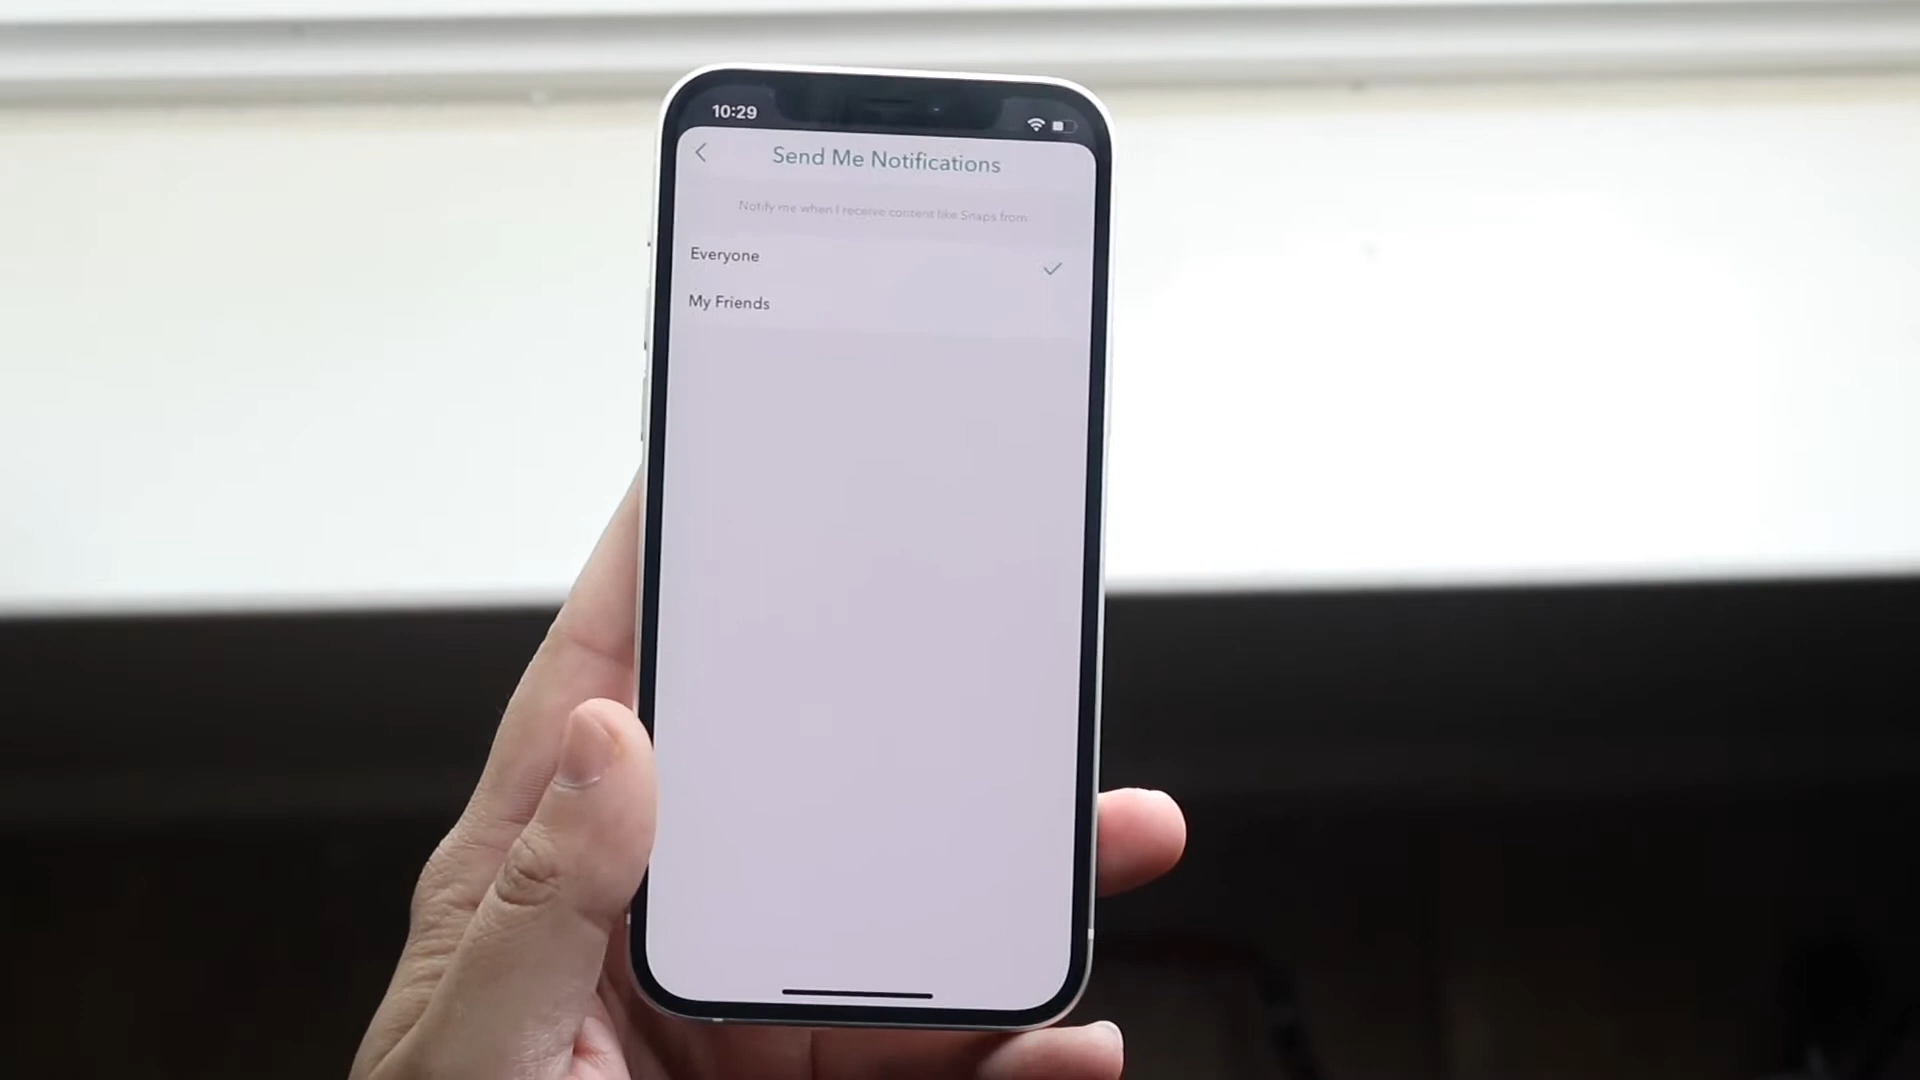 10:29
Send Me Notifications
Notify me when I receive content like Snaps from
Everyone
My Friends